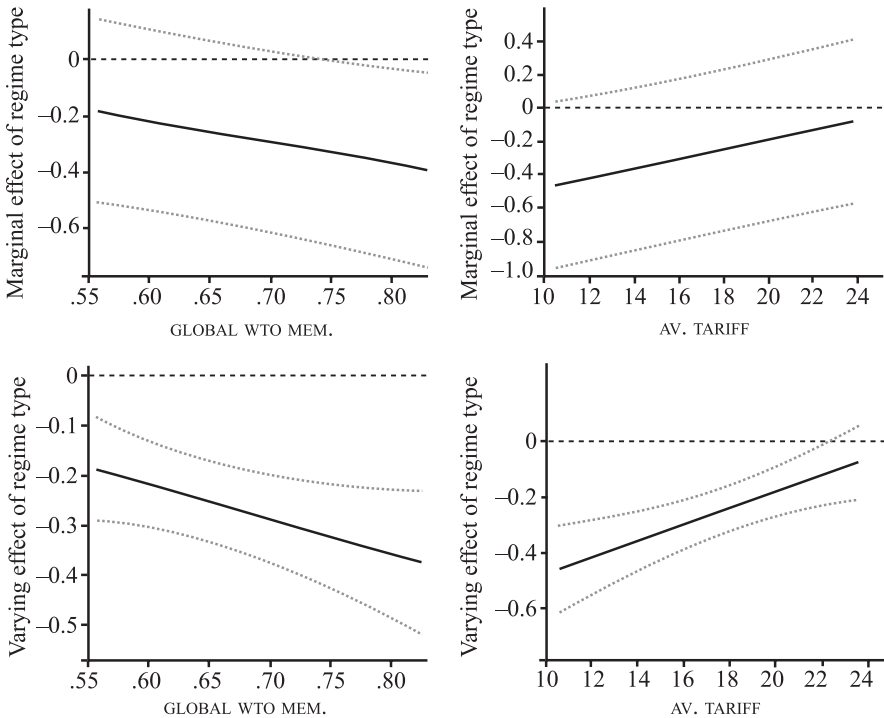 Marginal effect of regime type
0
–0.2
–0.4
–0.6
.55 .60 .65 .70 .75 .80
GLOBAL WTO MEM.
Marginal effect of regime type
0.4
0.2
0
–0.2
–0.4
–0.6
–0.8
–1.0
10 12 14 16 18 20 22 24
AV. TARIFF
Varying effect of regime type
0
–0.1
–0.2
–0.3
–0.4
–0.5
.55 .60 .65 .70 .75 .80
GLOBAL WTO MEM.
Varying effect of regime type
0
–0.2
–0.4
–0.6
10 12 14 16 18 20 22 24
AV. TARIFF